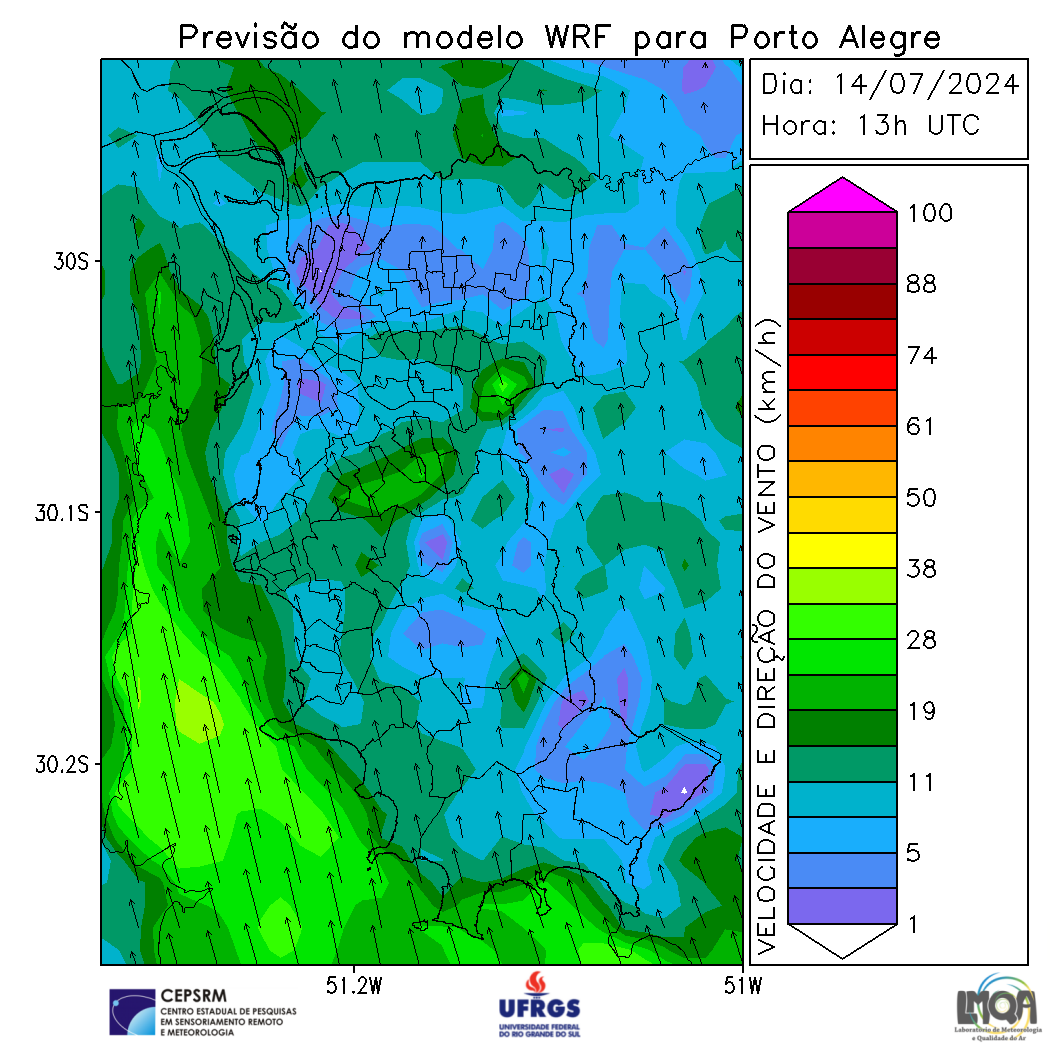 Previsão do modelo WRF para Porto Alegre
Dia: 14/07/2024
Hora: 13h UTC
30S
30.1S
30.2S
51.2W
51W
VELOCIDADE E DIREÇÃO DO VENTO (km/h)
100
88
74
61
50
38
28
19
11
5
1
CEPSRM
CENTRO ESTADUAL DE PESQUISAS
EM SENSORIAMENTO REMOTO
E METEOROLOGIA
UFRGS
UNIVERSIDADE FEDERAL
DO RIO GRANDE DO SUL
LMQA
Laboratório de Meteorologia
e Qualidade do Ar